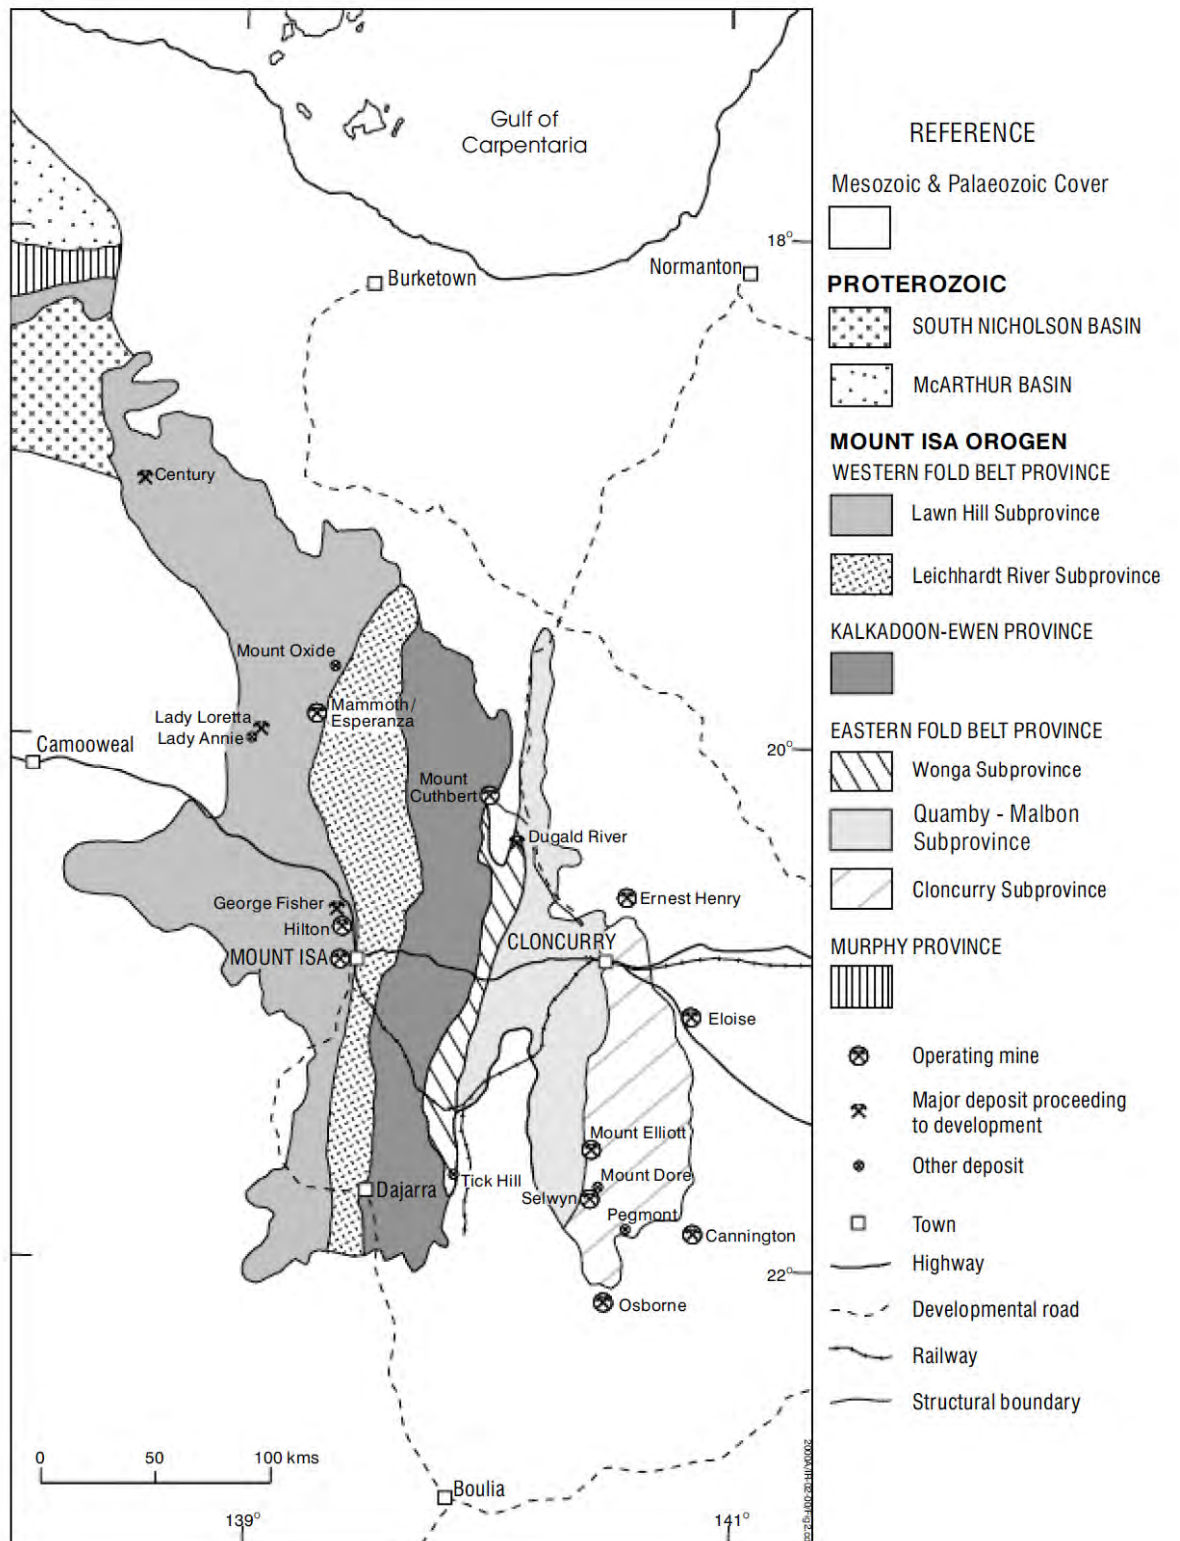 Gulf of
Carpentaria
18°
Burketown
Normanton
Century
Mount Oxide
Mammoth/
Esperanza
Lady Loretta
Lady Annie
Camooweal
20°
Mount
Cuthbert
Dugald River
George Fisher
Hilton
Ernest Henry
MOUNT ISA
CLONCURRY
Eloise
Mount Elliott
Mount Dore
Tick Hill
Selwyn
Dajarra
Pegmont
Cannington
22°
Osborne
0 50 100 kms
Boulia
139°
141°
REFERENCE
Mesozoic & Palaeozoic Cover
PROTEROZOIC
SOUTH NICHOLSON BASIN
McARTHUR BASIN
MOUNT ISA OROGEN
WESTERN FOLD BELT PROVINCE
Lawn Hill Subprovince
Leichhardt River Subprovince
KALKADOON-EWEN PROVINCE
EASTERN FOLD BELT PROVINCE
Wonga Subprovince
Quamby - Malbon
Subprovince
Cloncurry Subprovince
MURPHY PROVINCE
Operating mine
Major deposit proceeding
to development
Other deposit
Town
Highway
Developmental road
Railway
Structural boundary